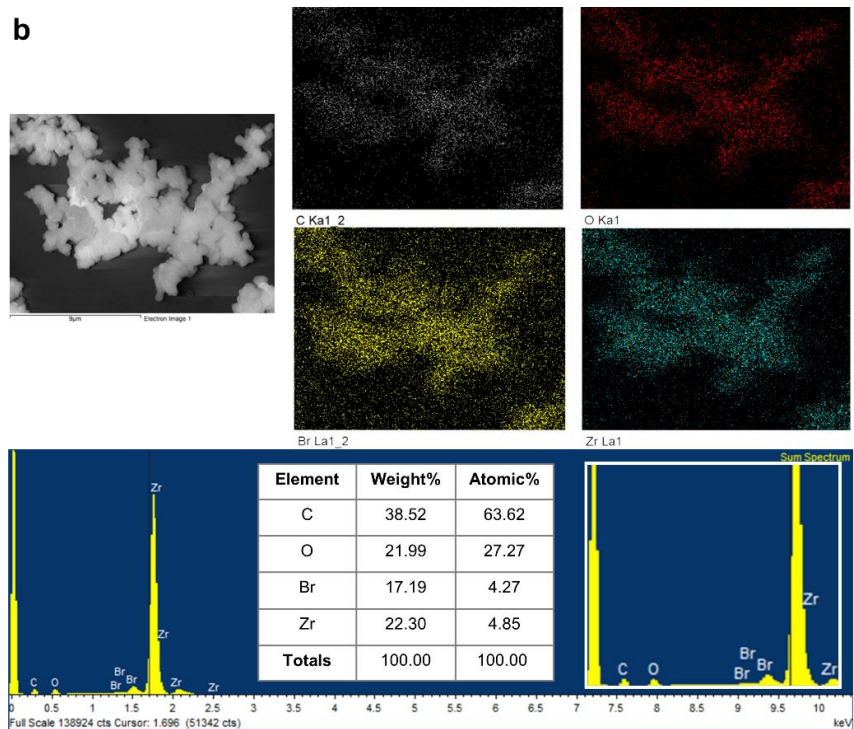 b
C Ka1_2
O Ka1
9µm
Electron Image 1
Br La1_2
Zr La1
Sum Spectrum
Element Weight% Atomic%
C 38.52 63.62
O 21.99 27.27
Br 17.19 4.27
Zr 22.30 4.85
Totals 100.00 100.00
Zr
Zr
C O Br Br Br Zr Zr
Zr
C O Br Br Br Zr
0 0.5 1 1.5 2 2.5 3 3.5 4 4.5 5 5.5 6 6.5 7 7.5 8 8.5 9 9.5 10
Full Scale 138924 cts Cursor: 1.696 (51342 cts) keV